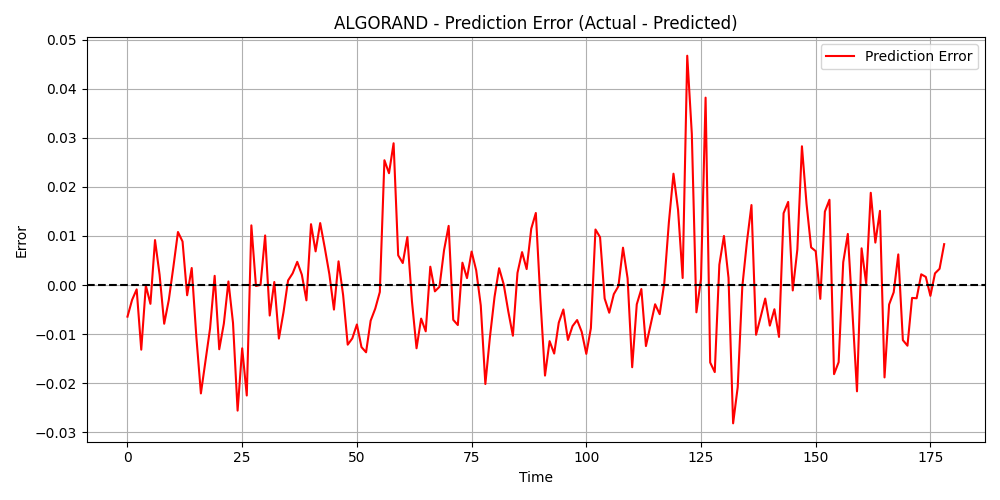 ALGORAND - Prediction Error (Actual - Predicted)
Prediction Error
0.05
0.04
0.03
0.02
0.01
0.00
−0.01
−0.02
−0.03
Error
0 25 50 75 100 125 150 175
Time